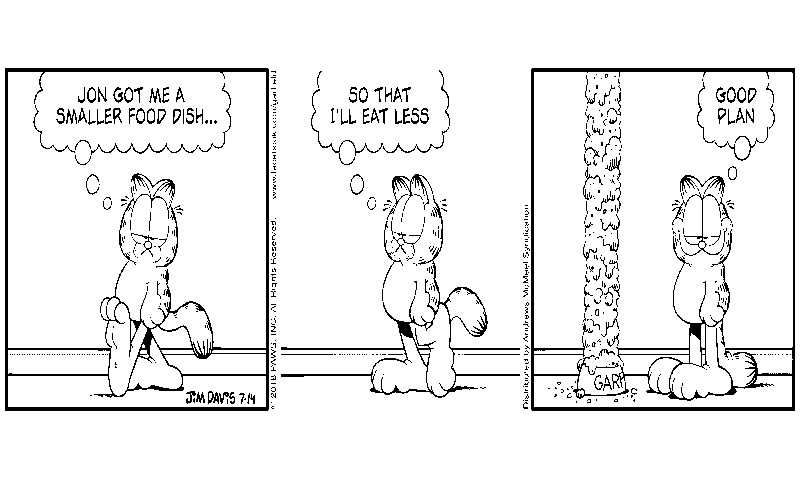 JON GOT ME A
SMALLER FOOD DISH...
JIM DAVIS 7·14
© 2018 PAWS, INC. All Rights Reserved.
SO THAT
I'LL EAT LESS
Distributed by Andrews McMeel Syndication
GOOD
PLAN
GARF